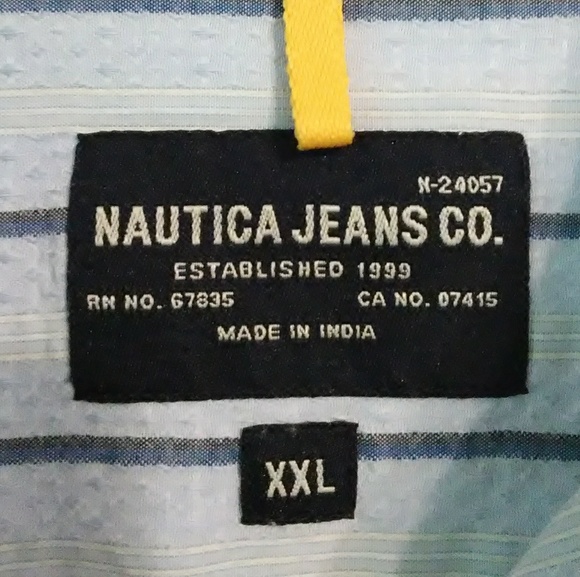 N-24057
NAUTICA JEANS CO.
ESTABLISHED 1999
RN NO. 67835 CA NO. 07415
MADE IN INDIA
XXL